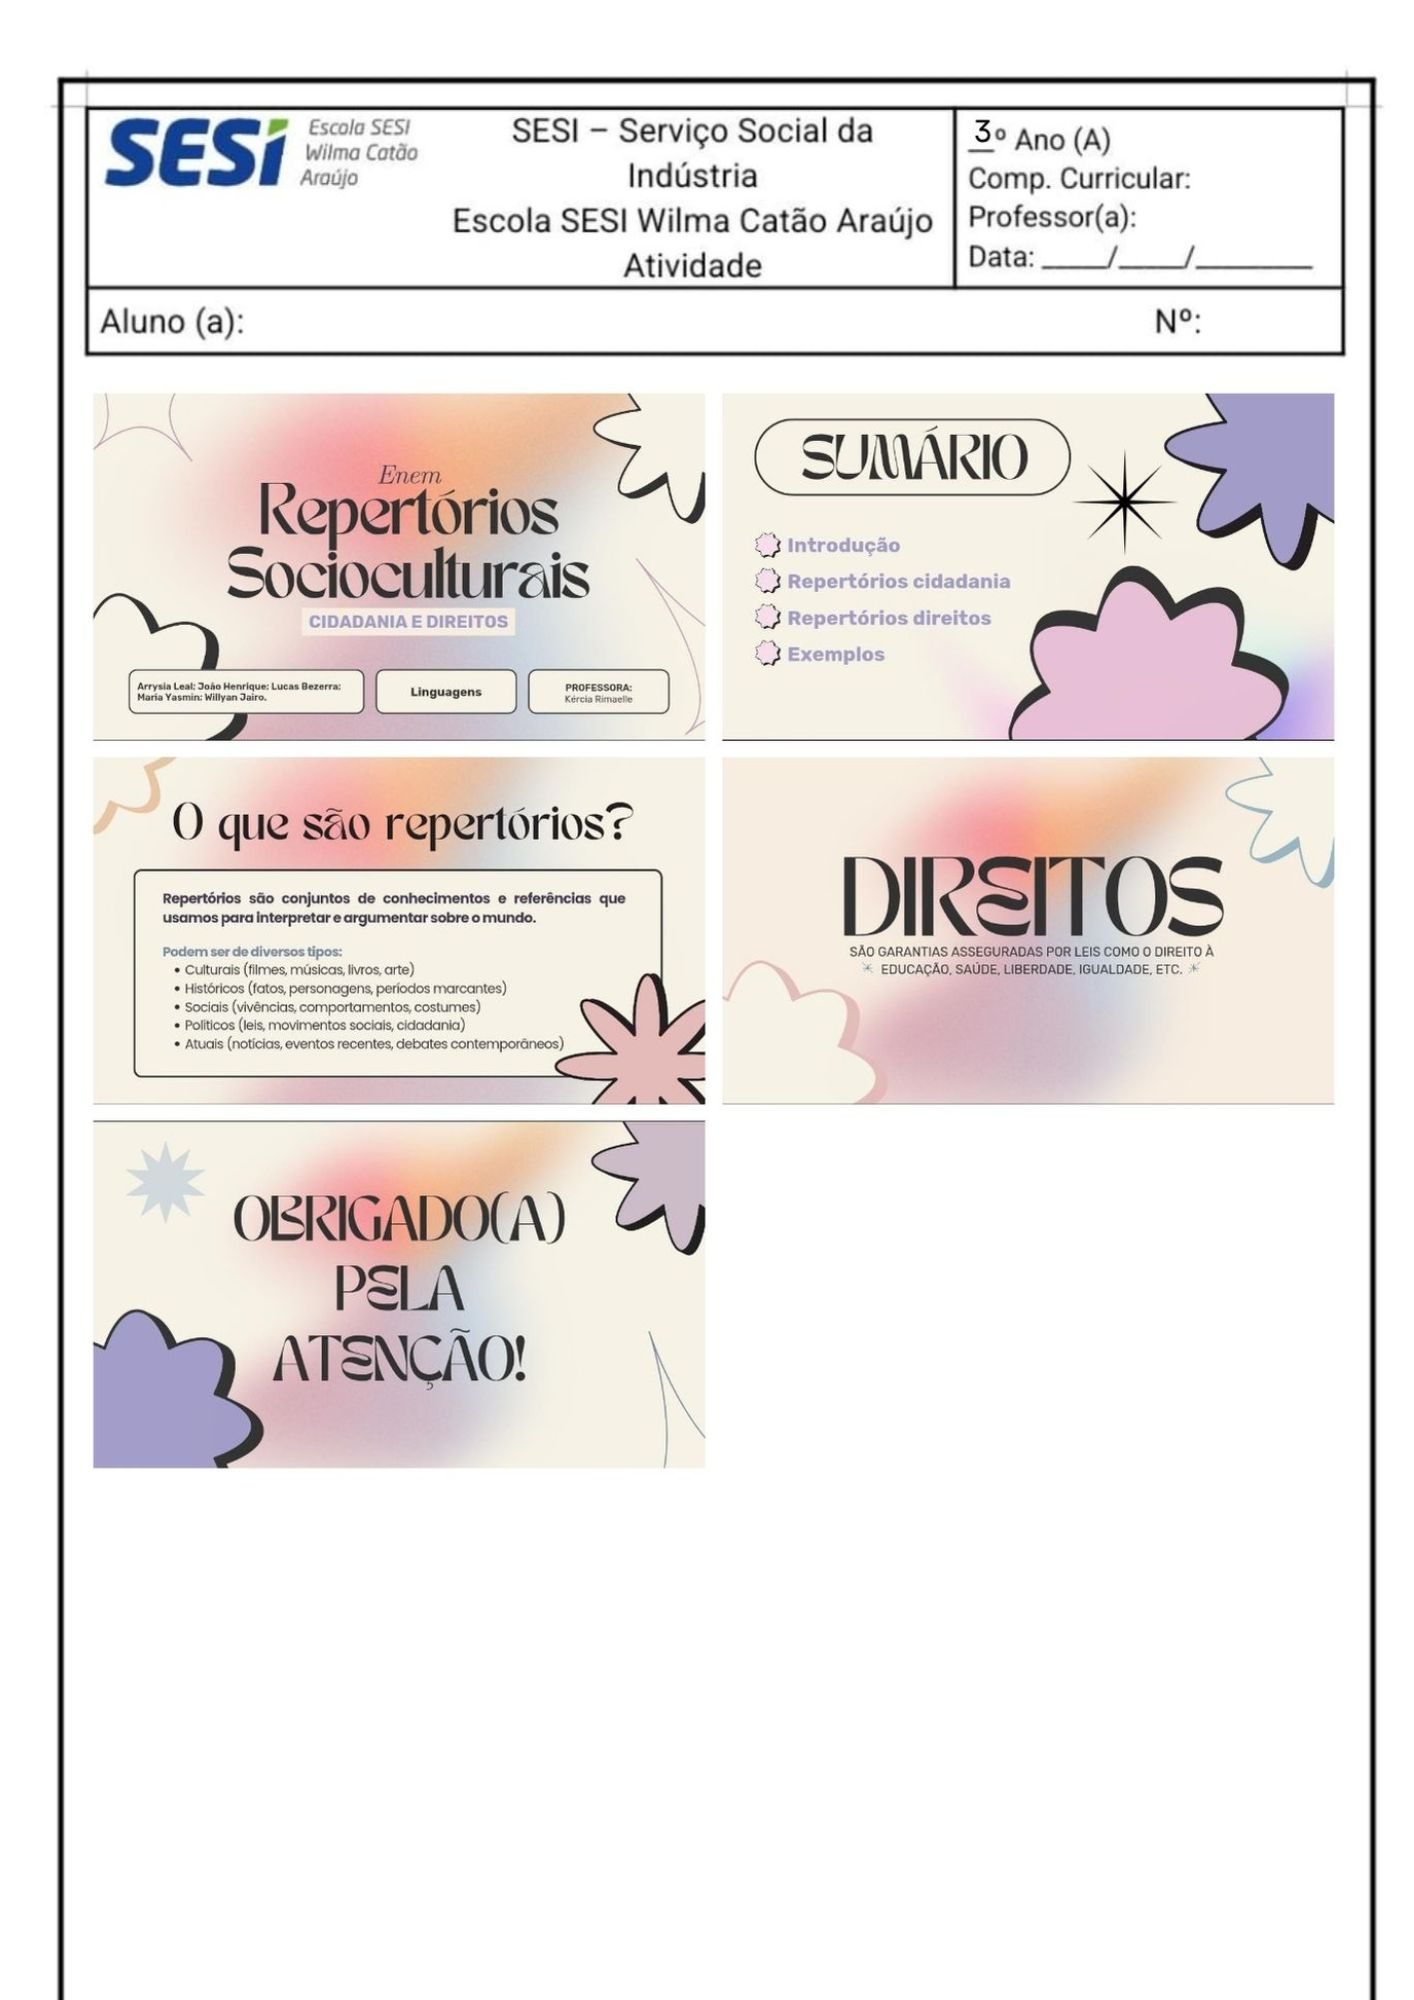 SESI
Escola SESI
Wilma Catão
Araújo
SESI – Serviço Social da
Indústria
Escola SESI Wilma Catão Araújo
Atividade
3º Ano (A)
Comp. Curricular:
Professor(a):
Data: ____/____/_______
Aluno (a):
Nº:
Enem
Repertórios
Socioculturais
CIDADANIA E DIREITOS
Arrysia Leal; João Henrique; Lucas Bezerra;
Maria Yasmin; Willyan Jairo.
Linguagens
PROFESSORA:
Kércia Rimaelle
SUMÁRIO
Introdução
Repertórios cidadania
Repertórios direitos
Exemplos
O que são repertórios?
Repertórios são conjuntos de conhecimentos e referências que
usamos para interpretar e argumentar sobre o mundo.
Podem ser de diversos tipos:
• Culturais (filmes, músicas, livros, arte)
• Históricos (fatos, personagens, períodos marcantes)
• Sociais (vivências, comportamentos, costumes)
• Políticos (leis, movimentos sociais, cidadania)
• Atuais (notícias, eventos recentes, debates contemporâneos)
DIREITOS
SÃO GARANTIAS ASSEGURADAS POR LEIS COMO O DIREITO À
EDUCAÇÃO, SAÚDE, LIBERDADE, IGUALDADE, ETC.
OBRIGADO(A)
PELA
ATENÇÃO!